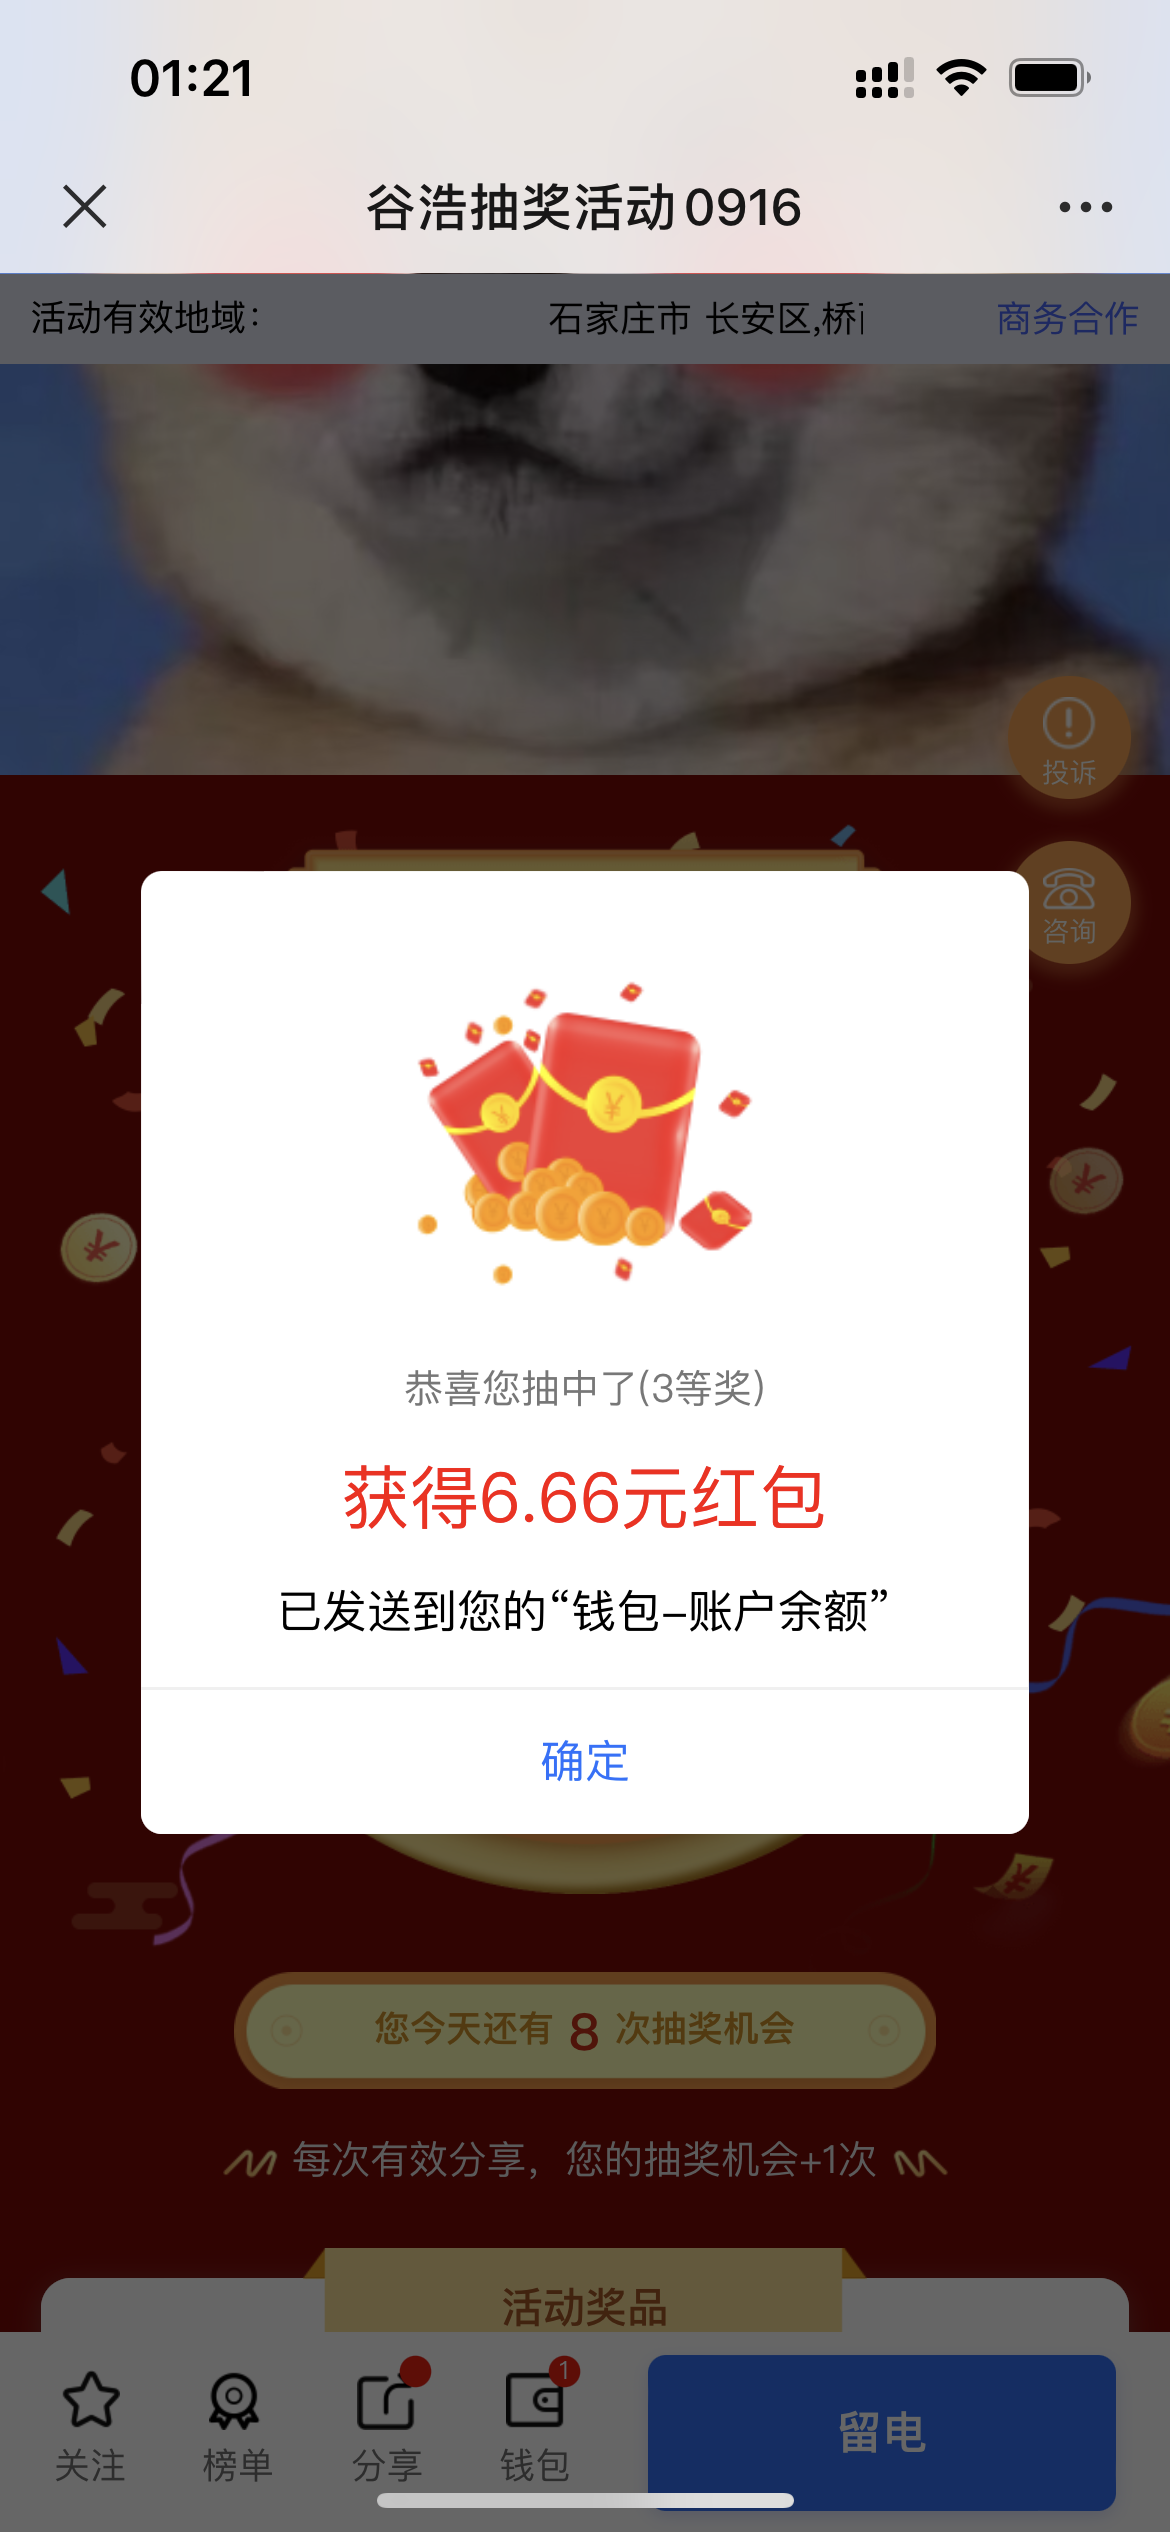 01:21
谷浩抽奖活动0916
活动有效地域：
石家庄市 长安区,桥
商务合作
投诉
咨询
恭喜您抽中了(3等奖)
获得6.66元红包
已发送到您的“钱包-账户余额”
确定
您今天还有 8 次抽奖机会
每次有效分享，您的抽奖机会+1次
活动奖品
1
关注
榜单
分享
钱包
留电